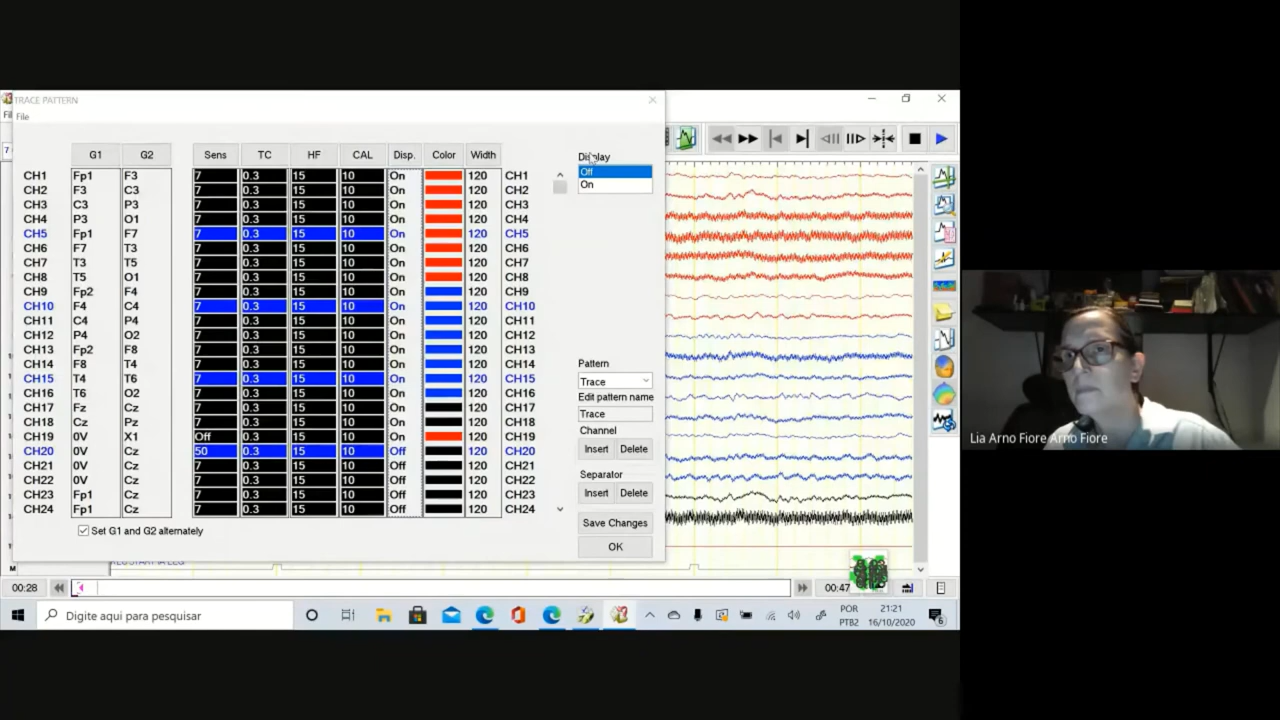 TRACE PATTERN
File
G1 G2 Sens TC HF CAL Disp. Color Width
CH1 Fp1 F3 7 0.3 15 10 On 120 CH1
CH2 F3 C3 7 0.3 15 10 On 120 CH2
CH3 C3 P3 7 0.3 15 10 On 120 CH3
CH4 P3 O1 7 0.3 15 10 On 120 CH4
CH5 Fp1 F7 7 0.3 15 10 On 120 CH5
CH6 F7 T3 7 0.3 15 10 On 120 CH6
CH7 T3 T5 7 0.3 15 10 On 120 CH7
CH8 T5 O1 7 0.3 15 10 On 120 CH8
CH9 Fp2 F4 7 0.3 15 10 On 120 CH9
CH10 F4 C4 7 0.3 15 10 On 120 CH10
CH11 C4 P4 7 0.3 15 10 On 120 CH11
CH12 P4 O2 7 0.3 15 10 On 120 CH12
CH13 Fp2 F8 7 0.3 15 10 On 120 CH13
CH14 F8 T4 7 0.3 15 10 On 120 CH14
CH15 T4 T6 7 0.3 15 10 On 120 CH15
CH16 T6 O2 7 0.3 15 10 On 120 CH16
CH17 Fz Cz 7 0.3 15 10 On 120 CH17
CH18 Cz Pz 7 0.3 15 10 On 120 CH18
CH19 0V X1 Off 0.3 15 10 On 120 CH19
CH20 0V Cz 50 0.3 15 10 Off 120 CH20
CH21 0V Cz 7 0.3 15 10 Off 120 CH21
CH22 0V Cz 7 0.3 15 10 Off 120 CH22
CH23 Fp1 Cz 7 0.3 15 10 Off 120 CH23
CH24 Fp1 Cz 7 0.3 15 10 Off 120 CH24
Set G1 and G2 alternately
Display
Off
On
Pattern
Trace
Edit pattern name
Trace
Channel
Insert Delete
Separator
Insert Delete
Save Changes
OK
Lia Arno Fiore Arno Fiore
M
00:28 00:47
Digite aqui para pesquisar
POR
PTB2
21:21
16/10/2020
6